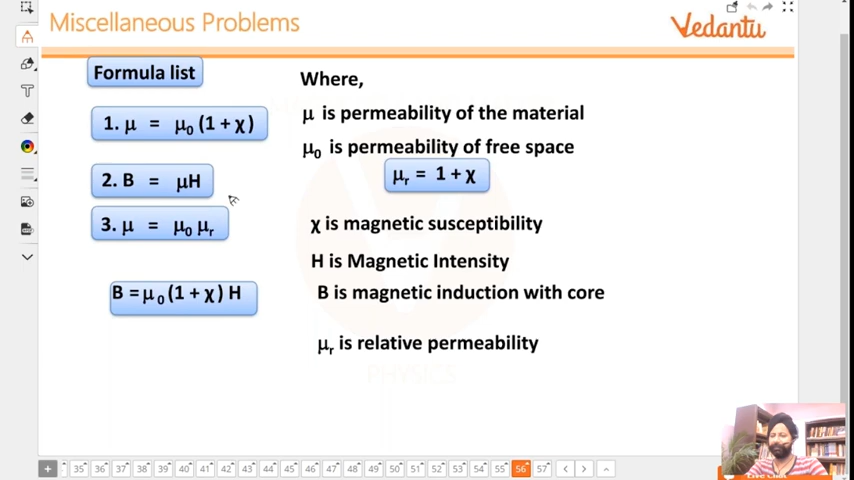 Miscellaneous Problems
Vedantu
Formula list
Where,
1. μ = μ₀ (1 + χ)
μ is permeability of the material
μ₀ is permeability of free space
μᵣ = 1 + χ
2. B = μH
3. μ = μ₀ μᵣ
χ is magnetic susceptibility
H is Magnetic Intensity
B = μ₀ (1 + χ) H
B is magnetic induction with core
μᵣ is relative permeability
PHYSICS
35 36 37 38 39 40 41 42 43 44 45 46 47 48 49 50 51 52 53 54 55 56 57